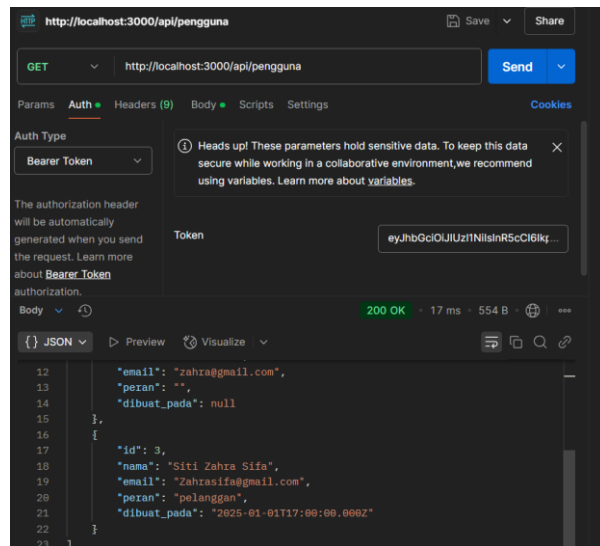 HTTP http://localhost:3000/api/pengguna Save Share
GET http://localhost:3000/api/pengguna Send
Params Auth Headers (9) Body Scripts Settings Cookies
Auth Type
Bearer Token
The authorization header
will be automatically
generated when you send
the request. Learn more
about Bearer Token
authorization.
Heads up! These parameters hold sensitive data. To keep this data
secure while working in a collaborative environment,we recommend
using variables. Learn more about variables.
Token
Body 200 OK 17 ms 554 B
{} JSON Preview Visualize
12 "email": "zahra@gmail.com",
13 "peran": "",
14 "dibuat_pada": null
15 },
16 {
17 "id": 3,
18 "nama": "Siti Zahra Sifa",
19 "email": "Zahrasifa@gmail.com",
20 "peran": "pelanggan",
21 "dibuat_pada": "2025-01-01T17:00:00.000Z"
22 }
23 ]